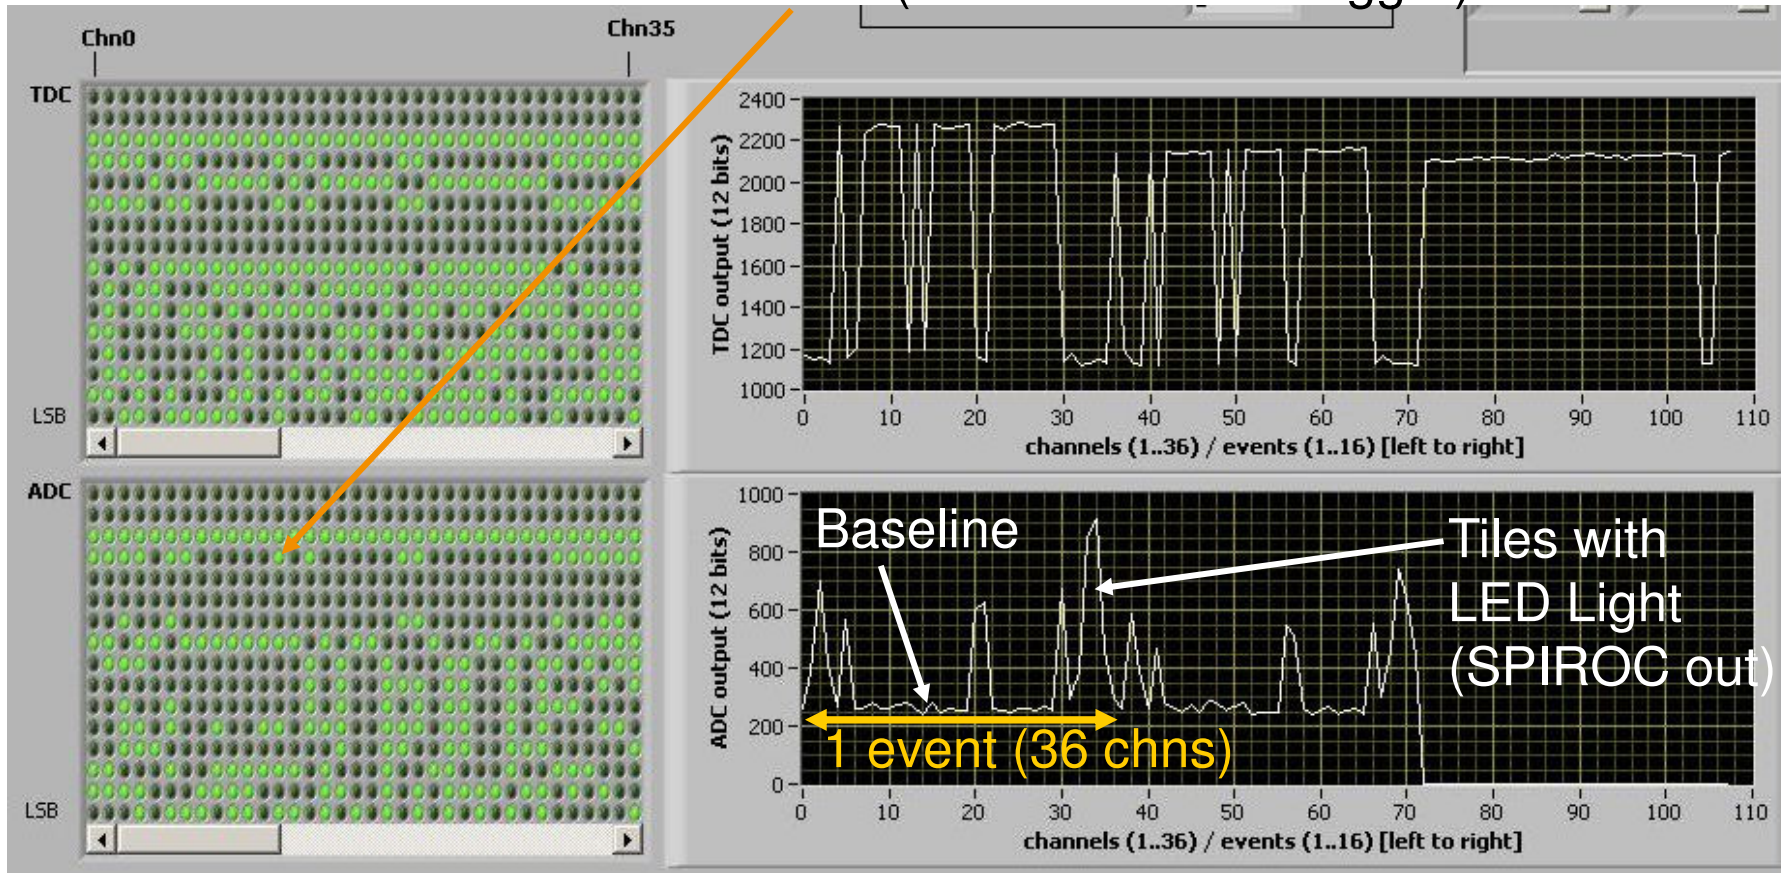 Chn0
Chn35
TDC
LSB
2400
2200
2000
1800
1600
1400
1200
1000
TDC output (12 bits)
0 10 20 30 40 50 60 70 80 90 100 110
channels (1..36) / events (1..16) [left to right]
ADC
LSB
1000
800
600
400
200
0
ADC output (12 bits)
Baseline
Tiles with
LED Light
(SPIROC out)
1 event (36 chns)
0 10 20 30 40 50 60 70 80 90 100 110
channels (1..36) / events (1..16) [left to right]